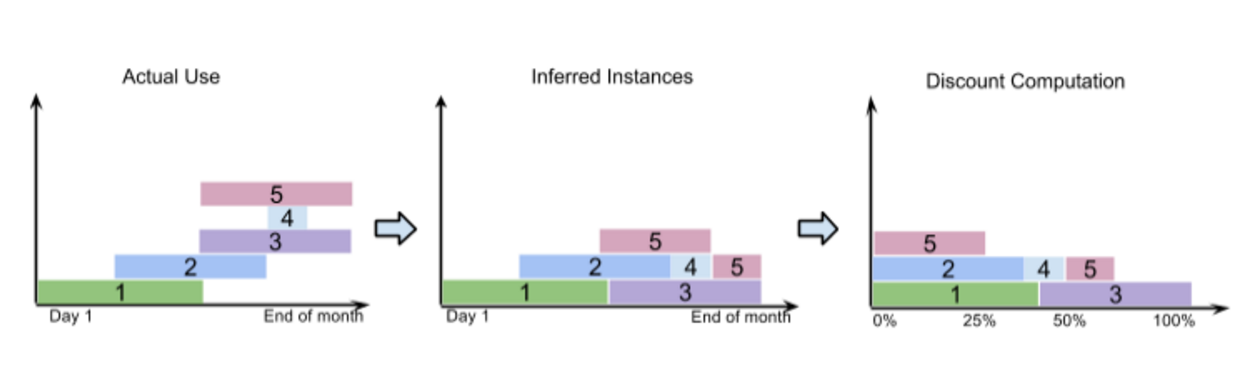 Actual Use
5
4
3
2
1
Day 1 End of month
Inferred Instances
5
2 4 5
1 3
Day 1 End of month
Discount Computation
5
2 4 5
1 3
0% 25% 50% 100%